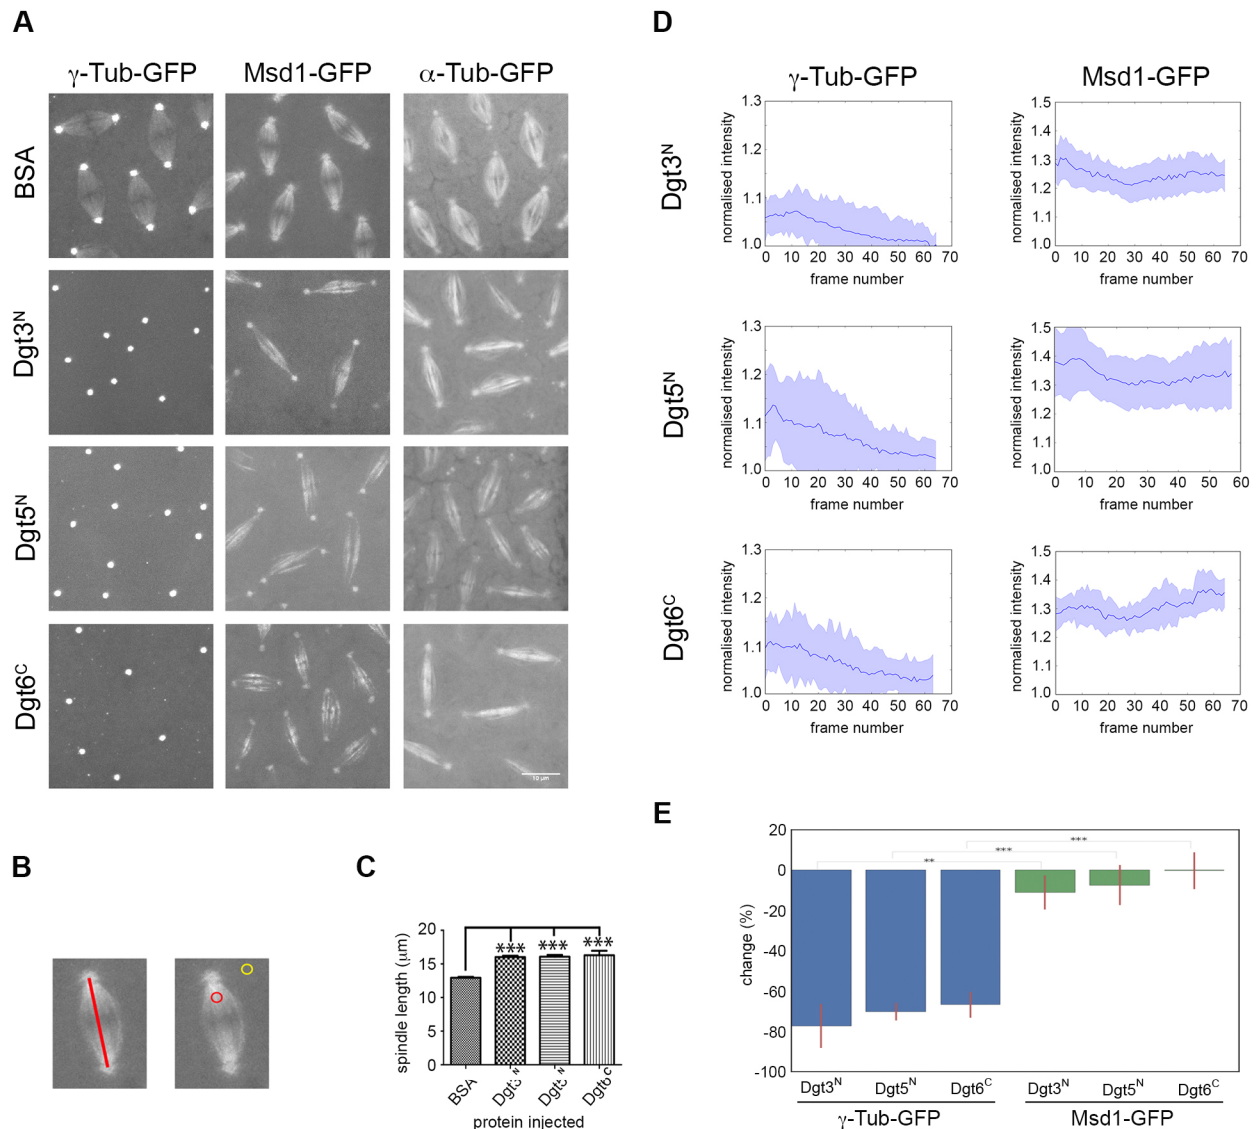 A
γ-Tub-GFP Msd1-GFP α-Tub-GFP
BSA
Dgt3N
Dgt5N
Dgt6C
10 μm
B
C
spindle length (μm)
20
15
10
5
0
*** *** ***
BSA Dgt3N Dgt5N Dgt6C
protein injected
D
γ-Tub-GFP Msd1-GFP
Dgt3N
normalised intensity
1.3
1.2
1.1
1.0
0 10 20 30 40 50 60 70
frame number
normalised intensity
1.5
1.4
1.3
1.2
1.1
1.0
0 10 20 30 40 50 60 70
frame number
Dgt5N
normalised intensity
1.3
1.2
1.1
1.0
0 10 20 30 40 50 60 70
frame number
normalised intensity
1.5
1.4
1.3
1.2
1.1
1.0
0 10 20 30 40 50 60
frame number
Dgt6C
normalised intensity
1.3
1.2
1.1
1.0
0 10 20 30 40 50 60 70
frame number
normalised intensity
1.5
1.4
1.3
1.2
1.1
1.0
0 10 20 30 40 50 60 70
frame number
E
change (%)
20
0
-20
-40
-60
-80
-100
***
***
**
Dgt3N Dgt5N Dgt6C Dgt3N Dgt5N Dgt6C
γ-Tub-GFP Msd1-GFP